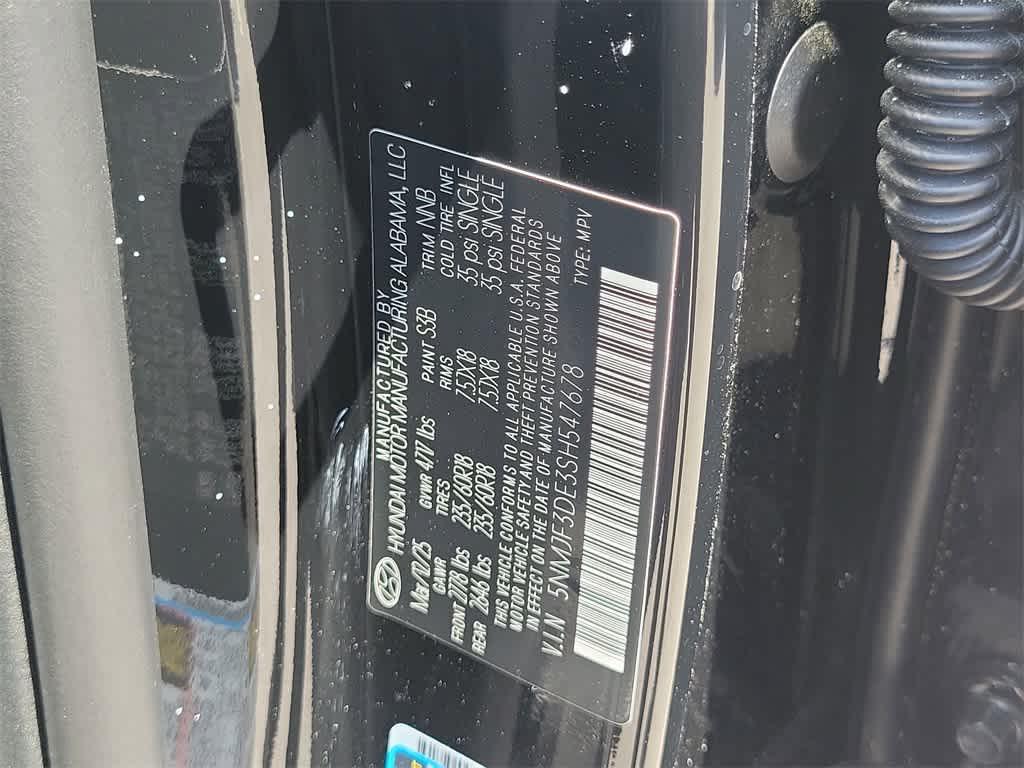 MANUFACTURED BY
HYUNDAI MOTOR MANUFACTURING ALABAMA, LLC
GVWR 4717 lbs PAINT S3B TRIM NNB
GAWR TIRES RIMS COLD TIRE INFL
FRONT 2778 lbs 235/60R18 7.5JX18 35 psi SINGLE
REAR 2646 lbs 235/60R18 7.5JX18 35 psi SINGLE
THIS VEHICLE CONFORMS TO ALL APPLICABLE U.S.A. FEDERAL
MOTOR VEHICLE SAFETY AND THEFT PREVENTION STANDARDS
IN EFFECT ON THE DATE OF MANUFACTURE SHOWN ABOVE
V.I.N 5NMJF3DE3SH547678 TYPE: MPV